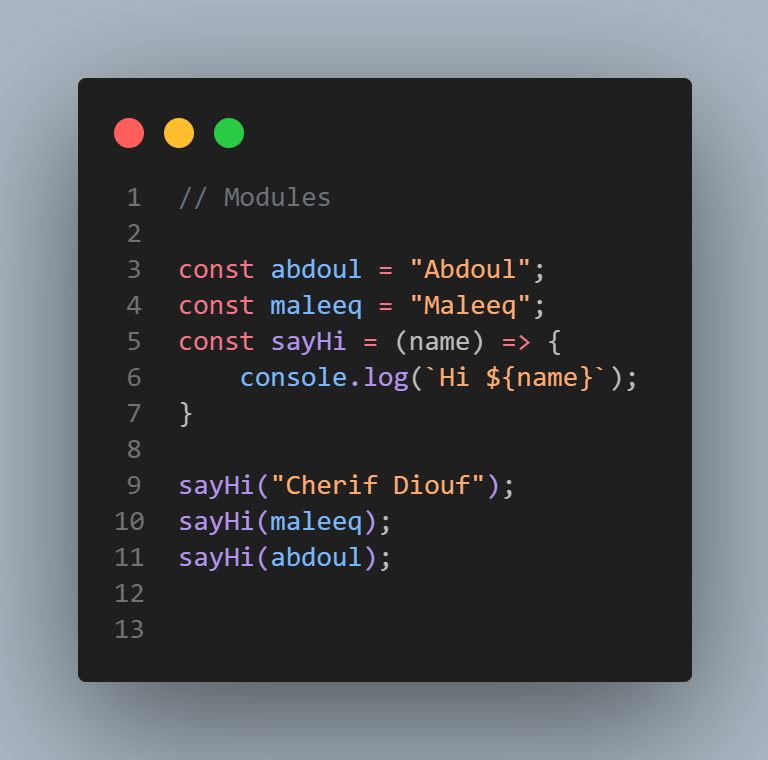 1 // Modules
2
3 const abdoul = "Abdoul";
4 const maleeq = "Maleeq";
5 const sayHi = (name) => {
6     console.log(`Hi ${name}`);
7 }
8
9 sayHi("Cherif Diouf");
10 sayHi(maleeq);
11 sayHi(abdoul);
12
13